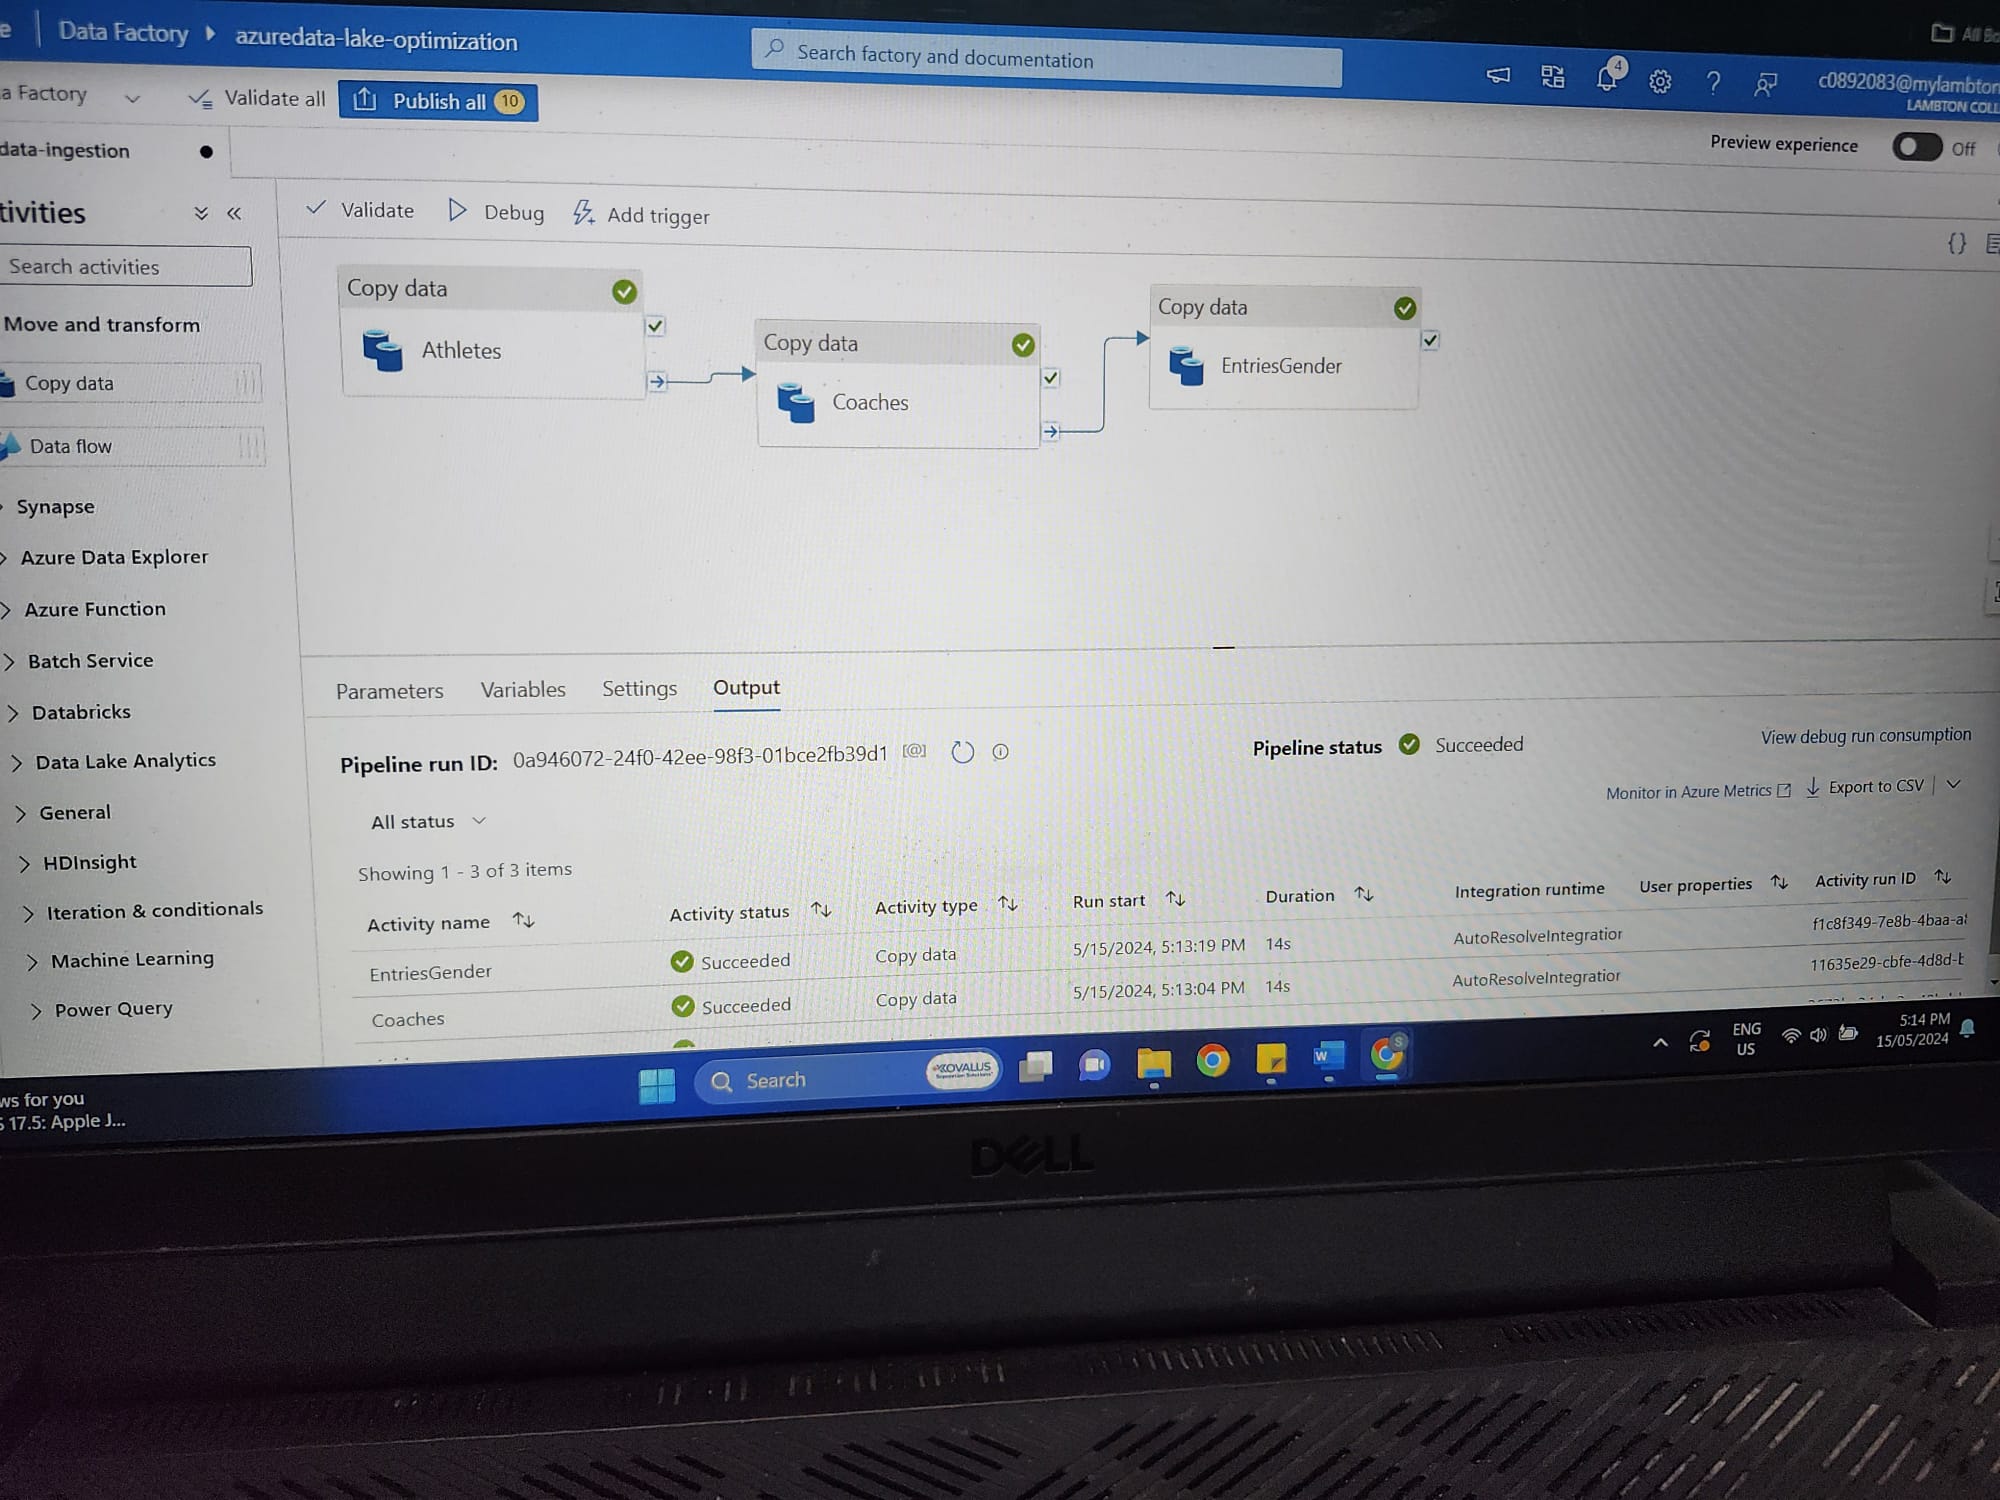 Data Factory azuredata-lake-optimization
Search factory and documentation
All Bo
4
c0892083@mylambton
LAMBTON COLL
a Factory
Validate all
Publish all 10
Preview experience
Off
data-ingestion
tivities
Validate
Debug
Add trigger
Search activities
Move and transform
Copy data
Data flow
Synapse
Azure Data Explorer
Azure Function
Batch Service
Databricks
Data Lake Analytics
General
HDInsight
Iteration & conditionals
Machine Learning
Power Query
Copy data
Athletes
Copy data
Coaches
Copy data
EntriesGender
Parameters Variables Settings Output
Pipeline run ID: 0a946072-24f0-42ee-98f3-01bce2fb39d1
Pipeline status Succeeded
View debug run consumption
Monitor in Azure Metrics
Export to CSV
All status
Showing 1 - 3 of 3 items
Activity name Activity status Activity type Run start Duration Integration runtime User properties Activity run ID
EntriesGender Succeeded Copy data 5/15/2024, 5:13:19 PM 14s AutoResolveIntegration f1c8f349-7e8b-4baa-a
Coaches Succeeded Copy data 5/15/2024, 5:13:04 PM 14s AutoResolveIntegration 11635e29-cbfe-4d8d-
ws for you
S 17.5: Apple J...
Search
KOVALUS
ENG
US
5:14 PM
15/05/2024
DELL